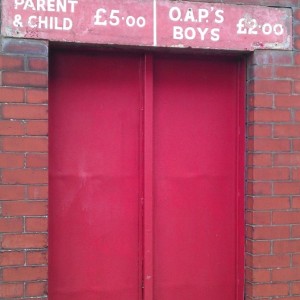 PARENT
& CHILD £5·00
O.A.P.'S
BOYS £2·00